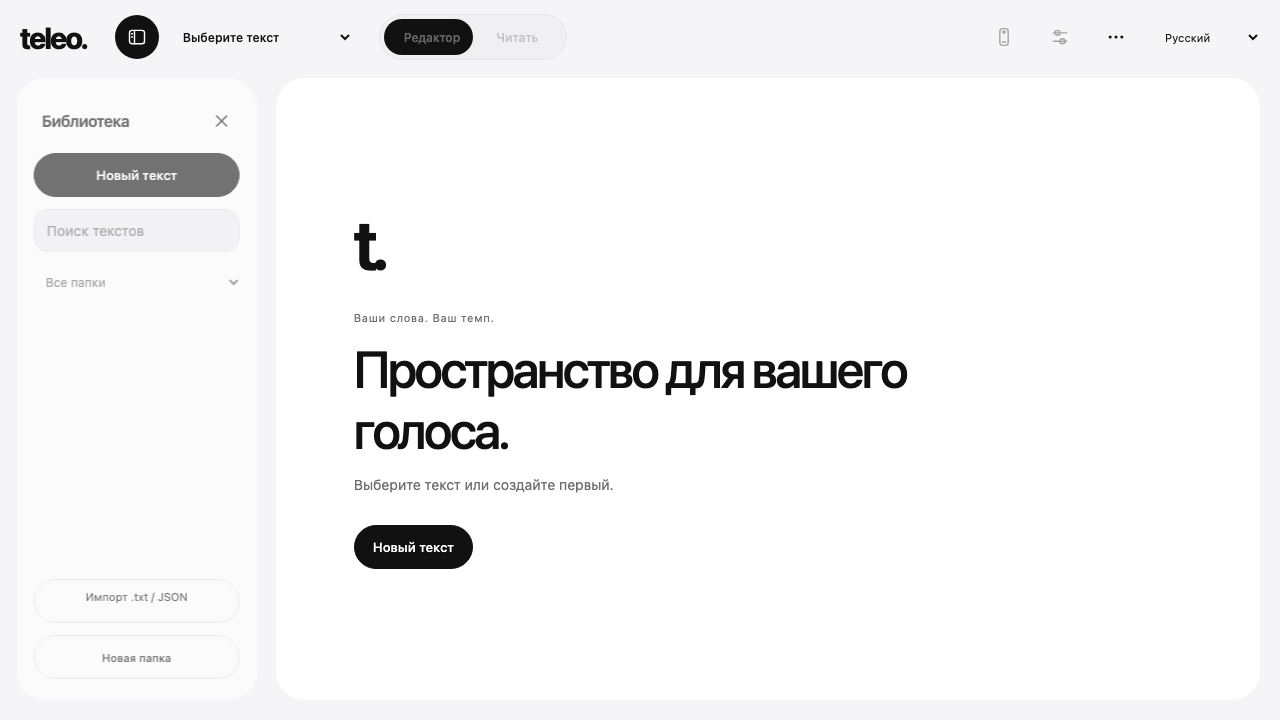 teleo.
Выберите текст
Редактор
Читать
Русский
Библиотека
Новый текст
Поиск текстов
Все папки
Импорт .txt / JSON
Новая папка
t.
Ваши слова. Ваш темп.
Пространство для вашего
голоса.
Выберите текст или создайте первый.
Новый текст